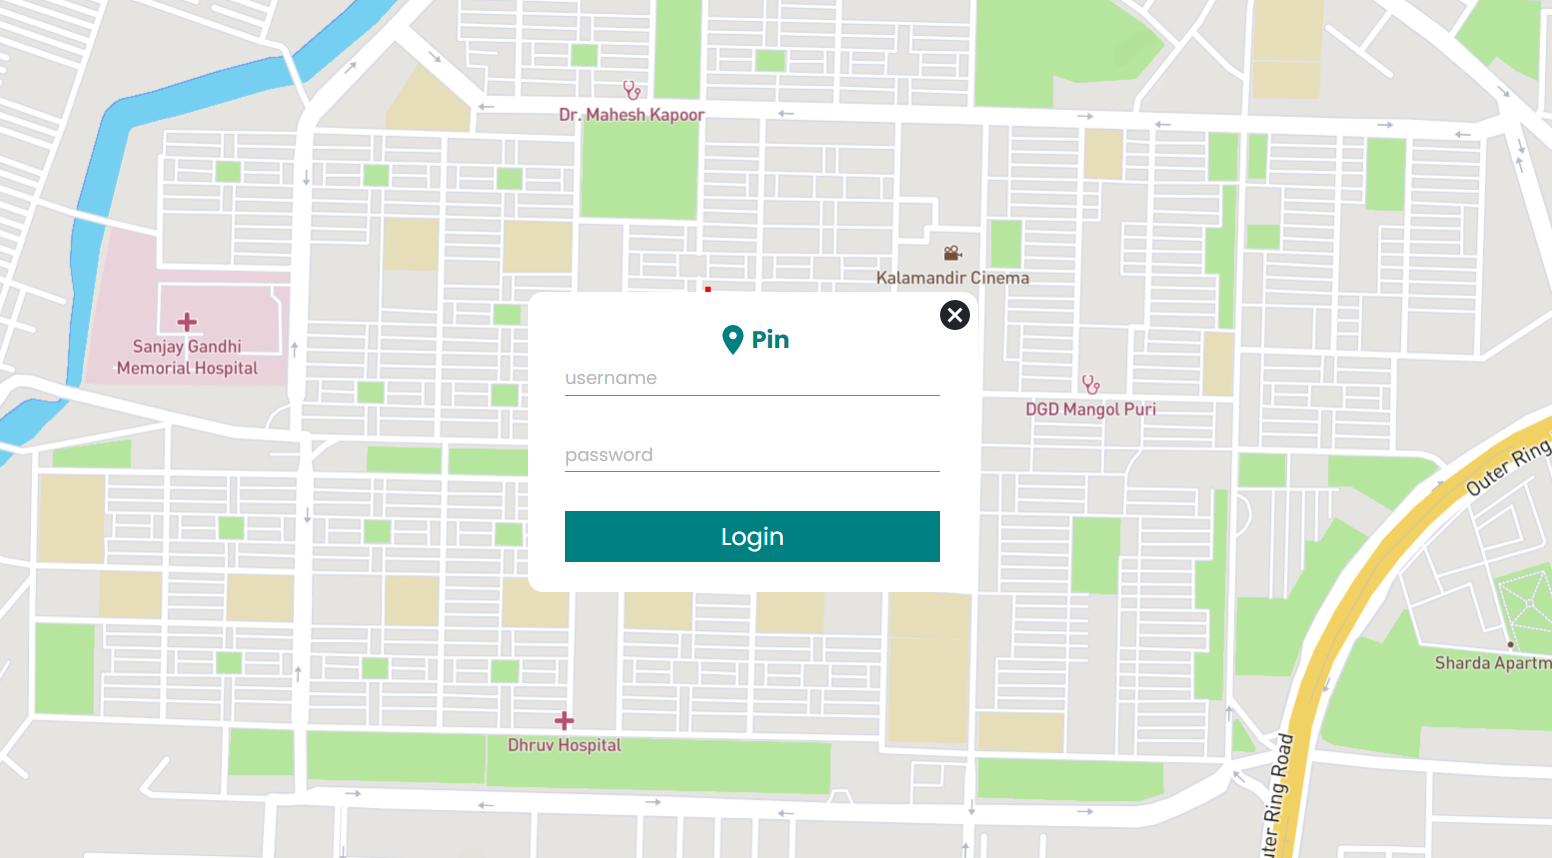 Dr. Mahesh Kapoor
Kalamandir Cinema
Sanjay Gandhi
Memorial Hospital
Pin
username
DGD Mangol Puri
password
Outer Ring
Login
Sharda Apartm
Dhruv Hospital
uter Ring Road